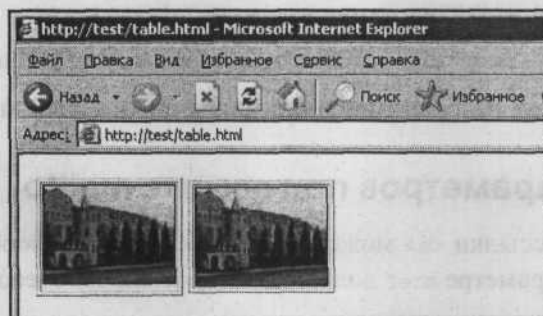 http://test/table.html - Microsoft Internet Explorer
Файл Правка Вид Избранное Сервис Справка
Назад Поиск Избранное
Адрес: http://test/table.html